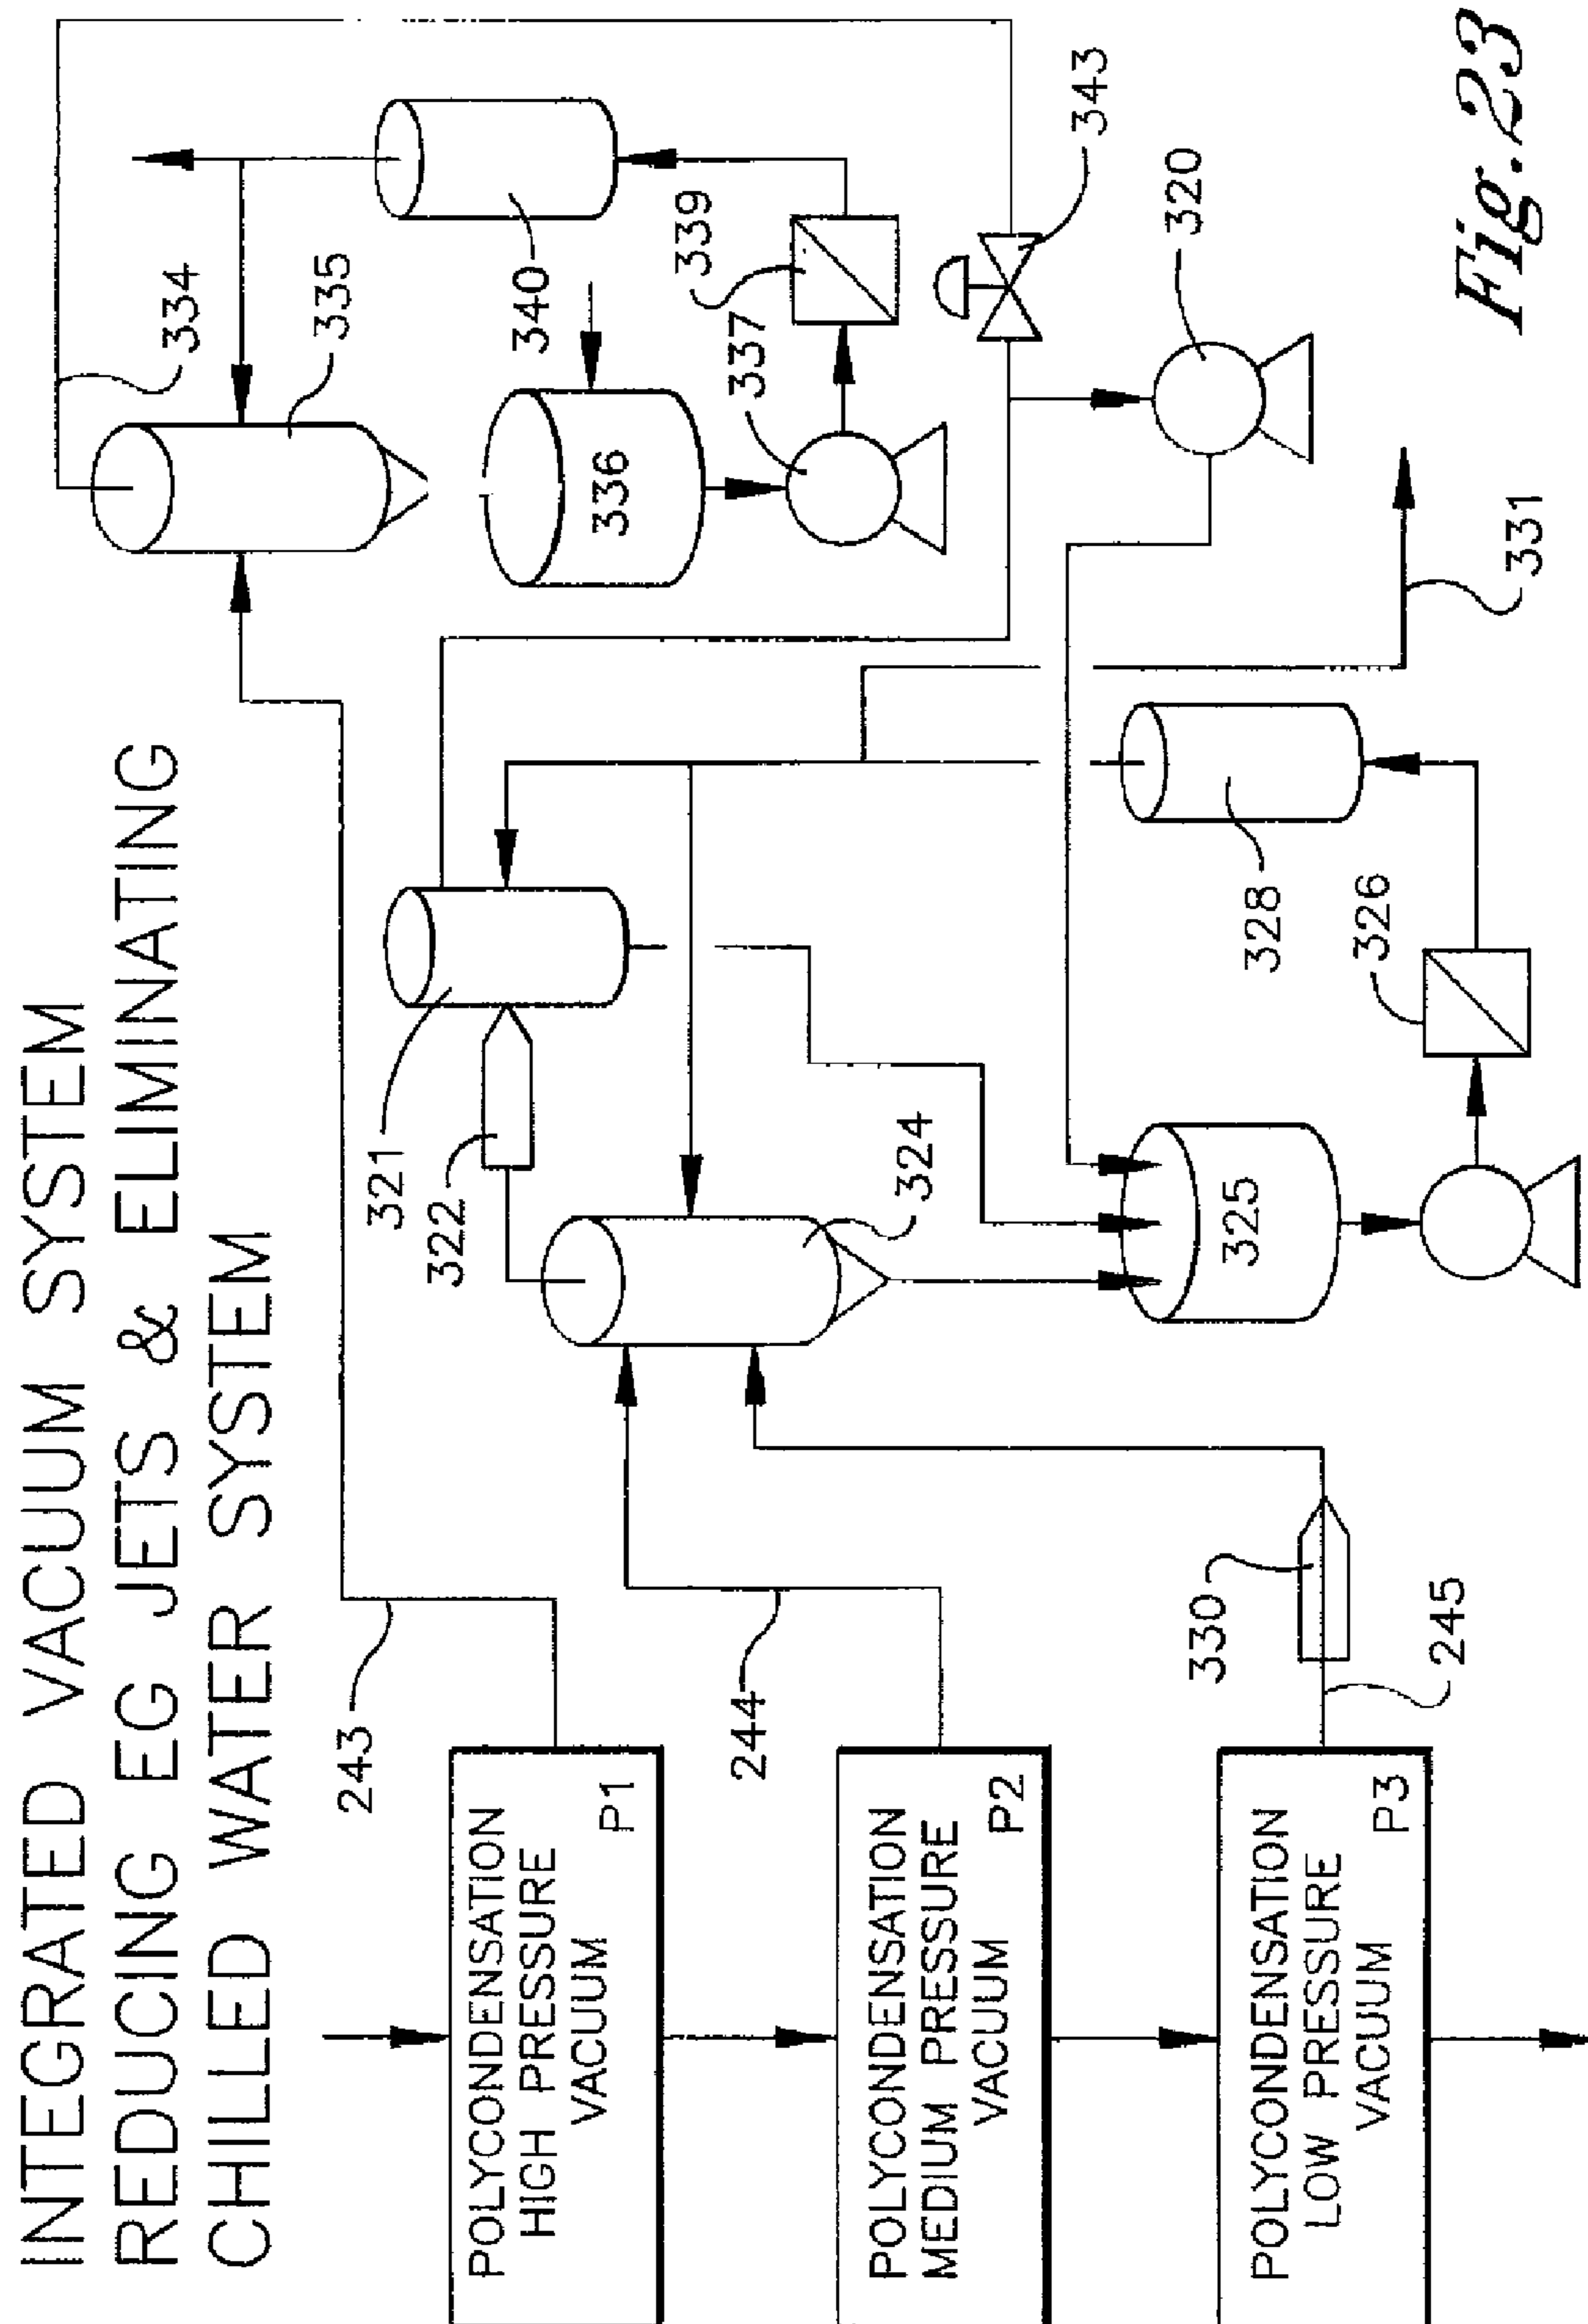 INTEGRATED VACUUM SYSTEM
REDUCING EG JETS & ELIMINATING
CHILLED WATER SYSTEM
POLYCONDENSATION
HIGH PRESSURE
VACUUM
P1
POLYCONDENSATION
MEDIUM PRESSURE
VACUUM
P2
POLYCONDENSATION
LOW PRESSURE
VACUUM
P3
243
244
245
330
321
322
324
325
326
328
331
334
335
336
337
339
340
343
320
Fig. 23